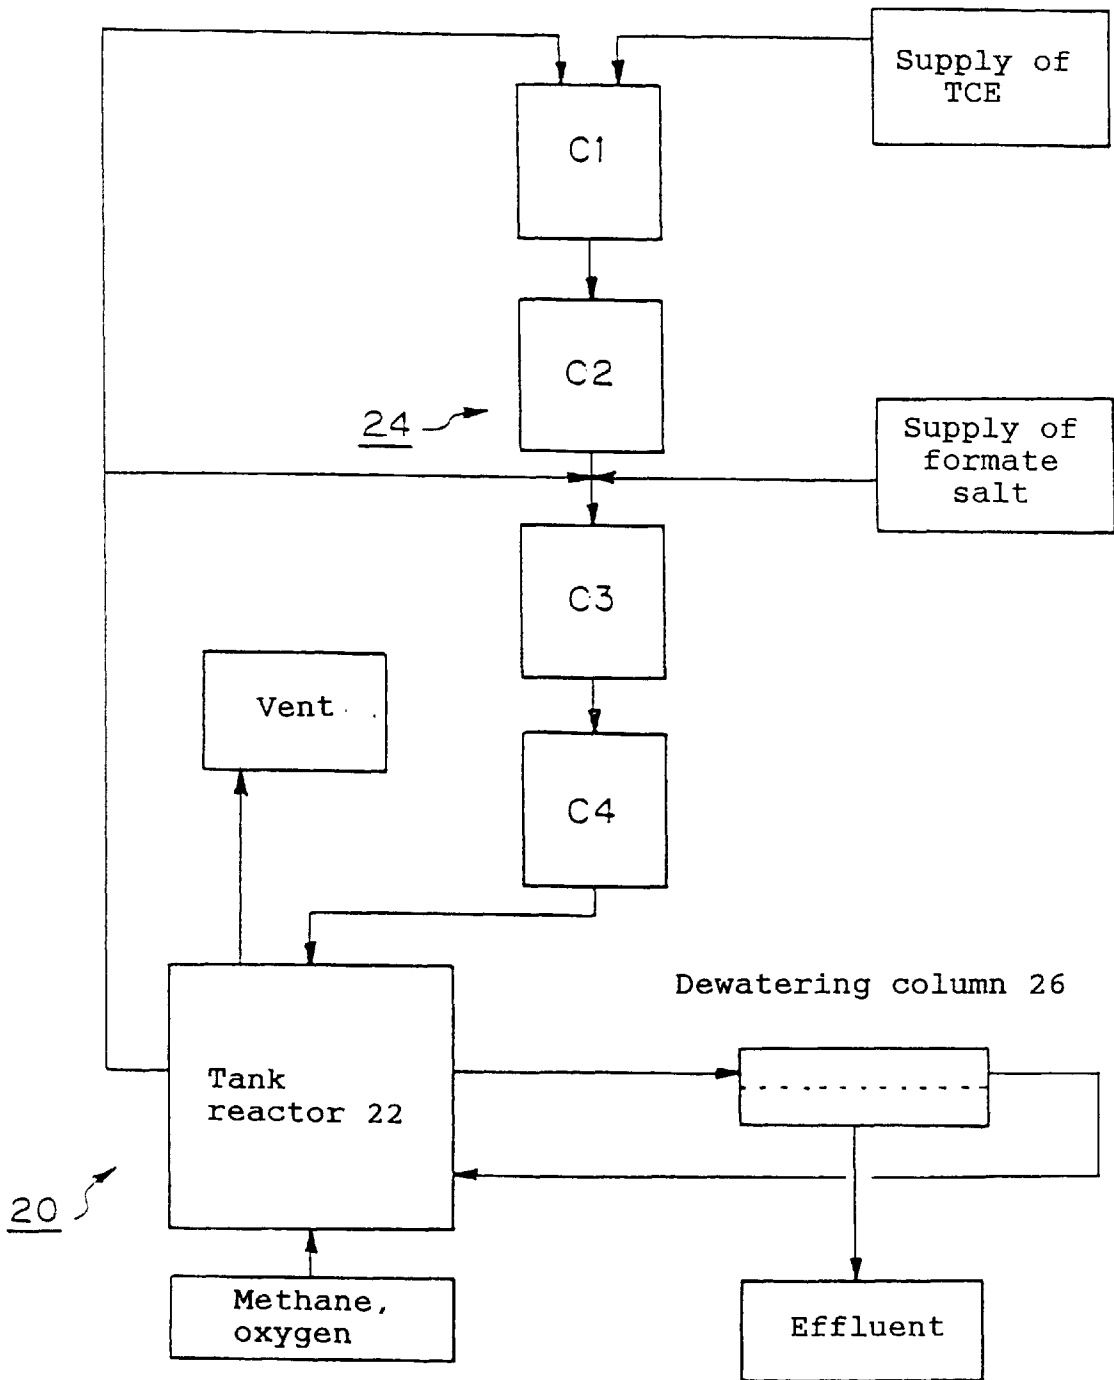 Supply of
TCE
C1
C2
24
Supply of
formate
salt
C3
Vent
C4
Dewatering column 26
Tank
reactor 22
20
Methane,
oxygen
Effluent